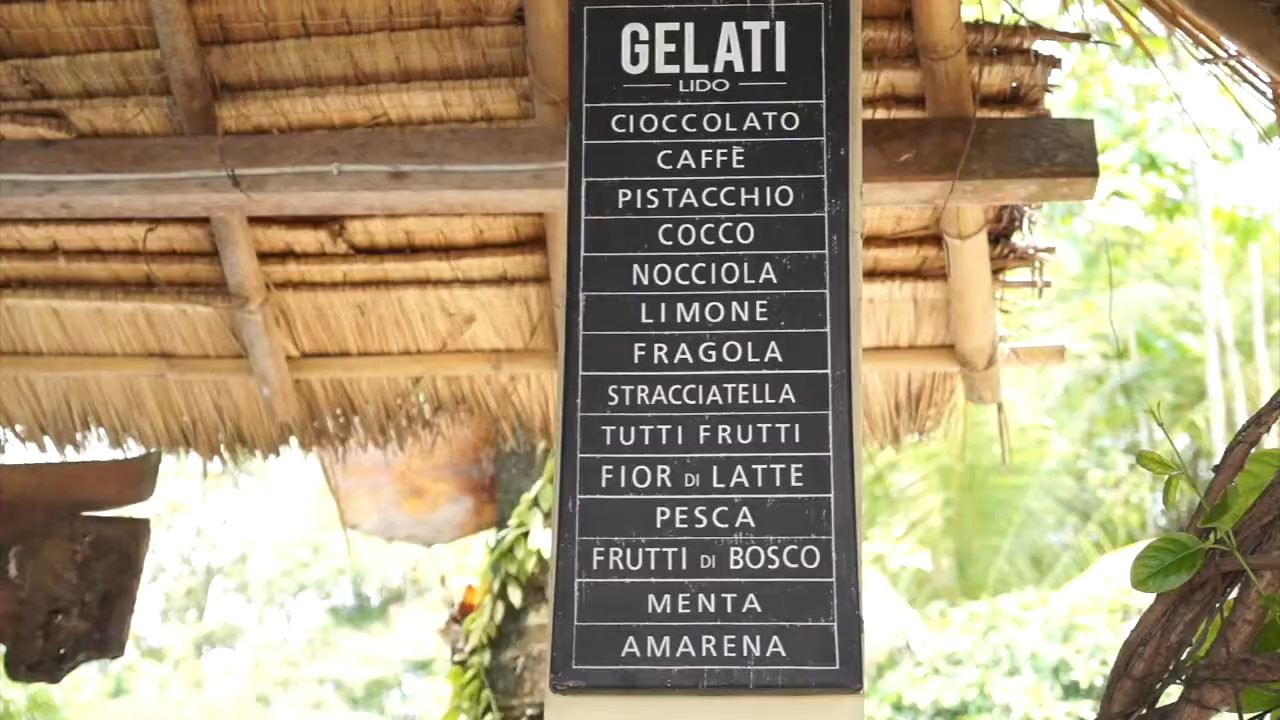 GELATI
LIDO
CIOCCOLATO
CAFFÈ
PISTACCHIO
COCCO
NOCCIOLA
LIMONE
FRAGOLA
STRACCIATELLA
TUTTI FRUTTI
FIOR DI LATTE
PESCA
FRUTTI DI BOSCO
MENTA
AMARENA